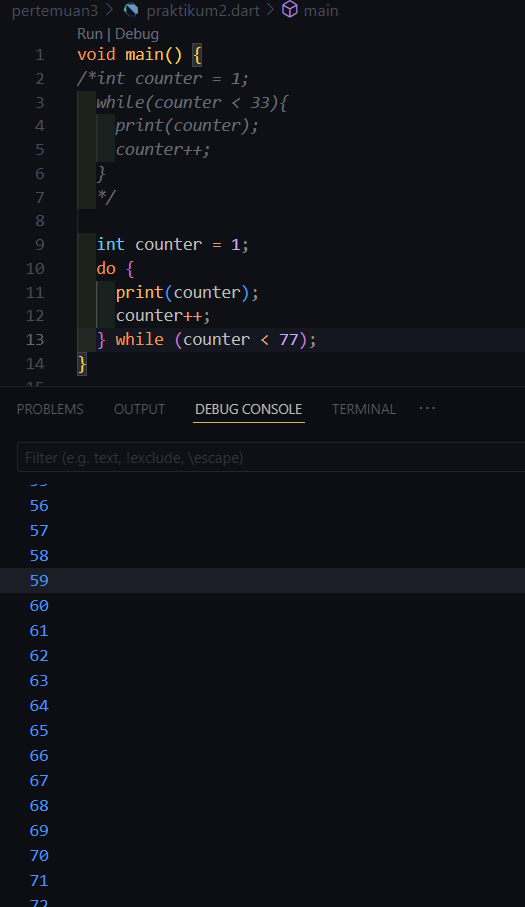 pertemuan3 > praktikum2.dart > main
Run | Debug
1 void main() {
2 /*int counter = 1;
3 while(counter < 33){
4 print(counter);
5 counter++;
6 }
7 */
8
9 int counter = 1;
10 do {
11 print(counter);
12 counter++;
13 } while (counter < 77);
14 }
15
PROBLEMS OUTPUT DEBUG CONSOLE TERMINAL ...
Filter (e.g. text, !exclude, \escape)
55
56
57
58
59
60
61
62
63
64
65
66
67
68
69
70
71
72